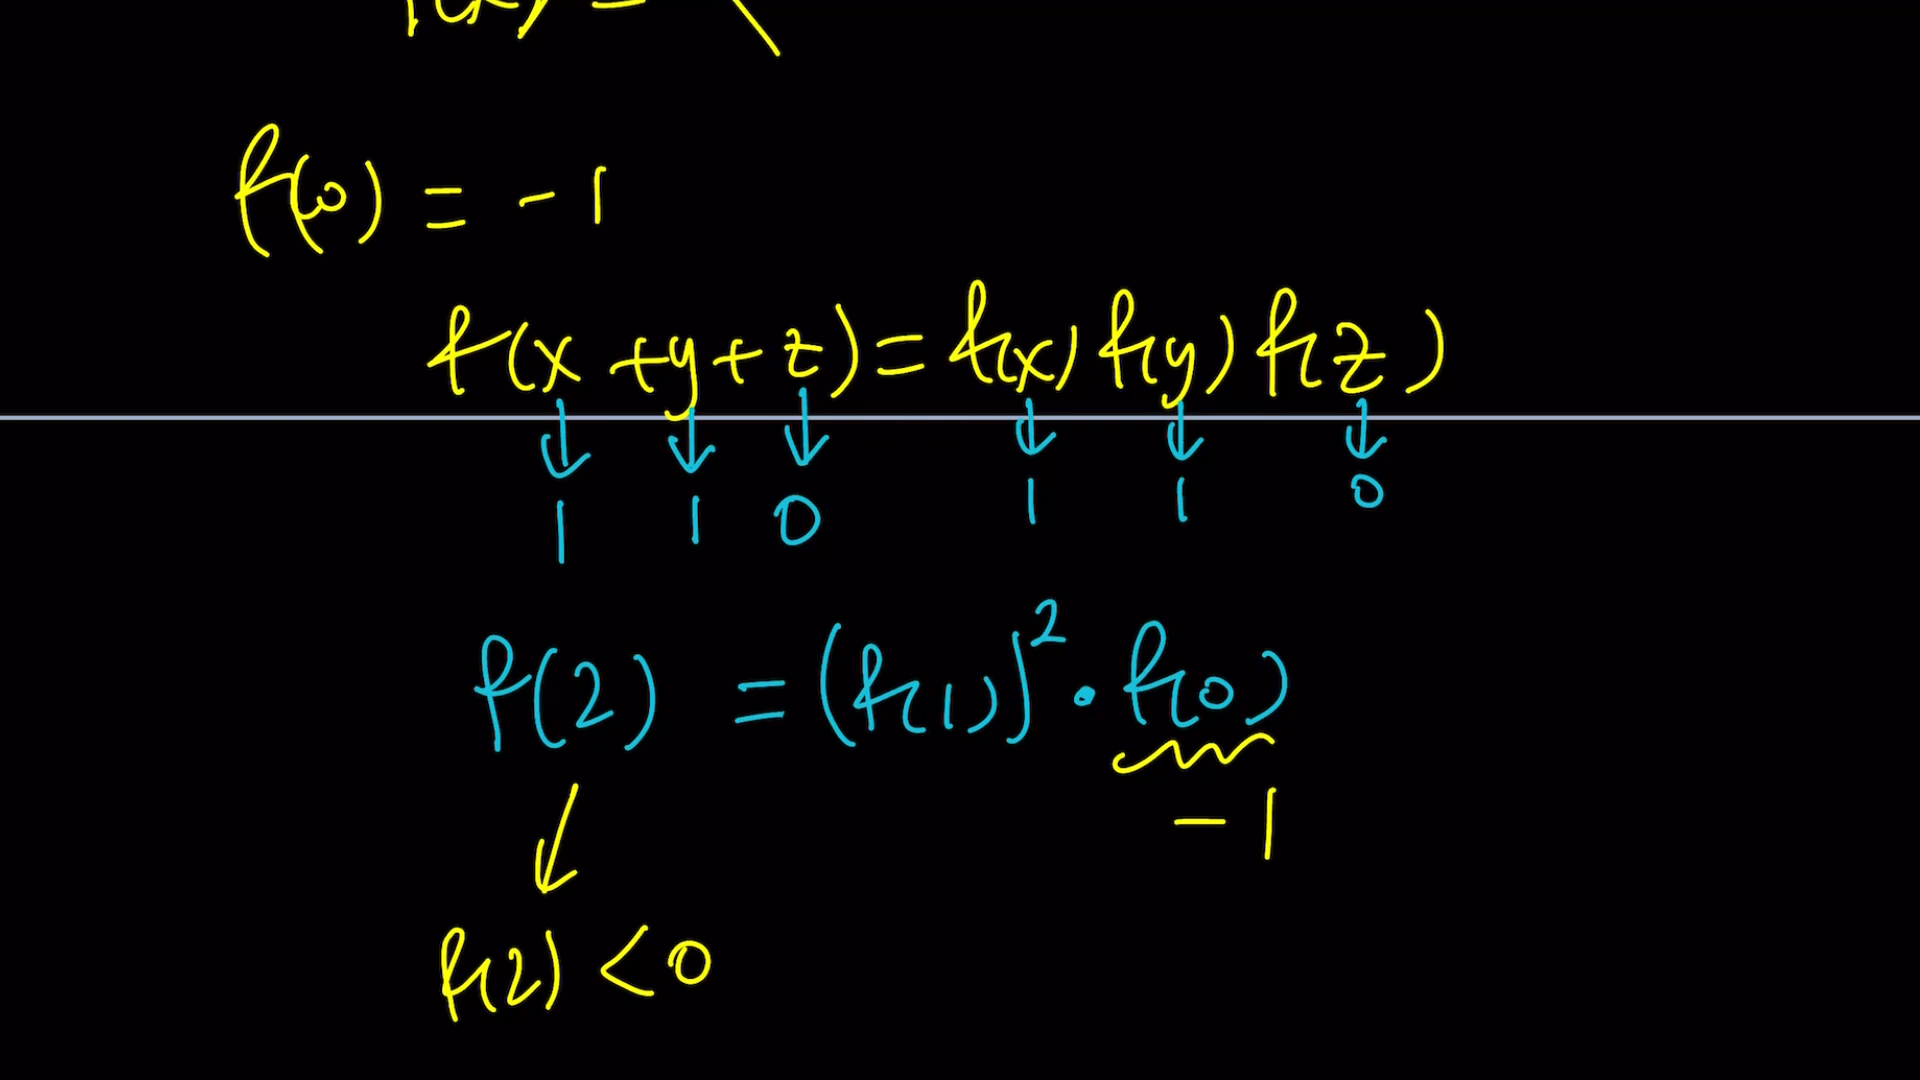 f(x) =
f(0) = -1
f(x+y+z) = f(x) f(y) f(z)
↓ ↓ ↓ ↓ ↓ ↓
1 1 0 1 1 0
f(2) = (f(1))² · f(0)
↓ -1
f(2) < 0